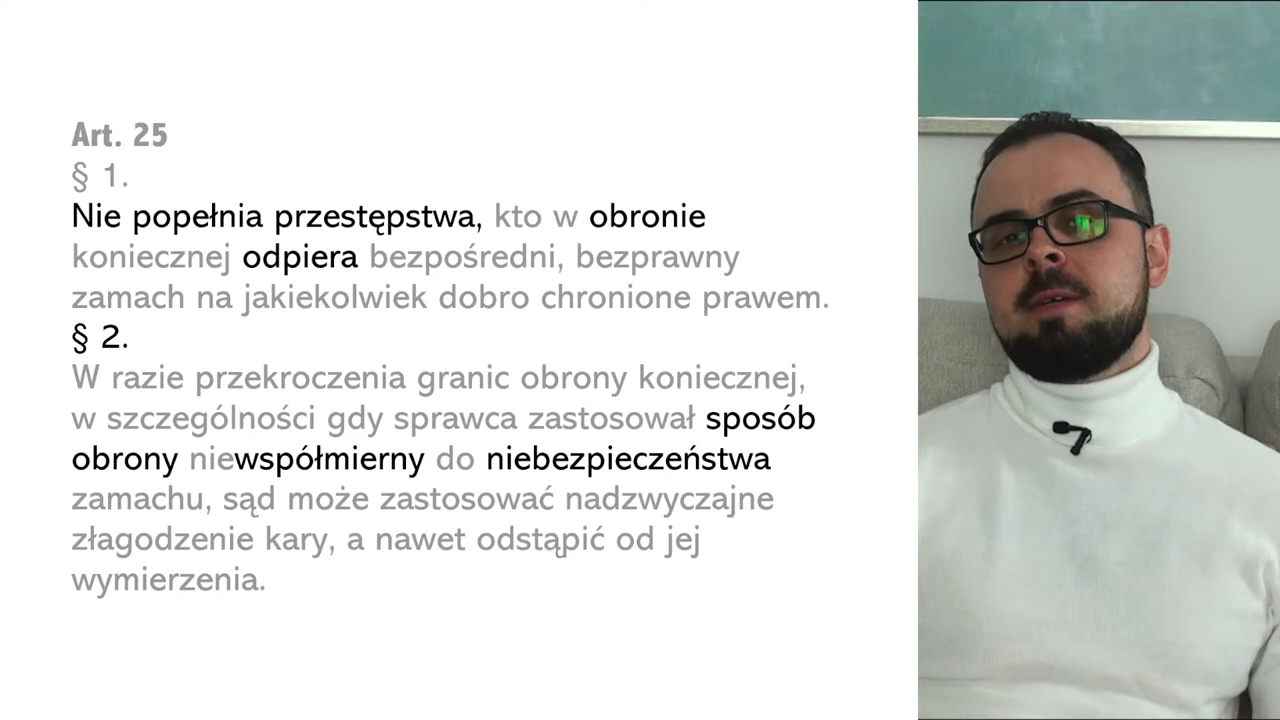 Art. 25
§ 1.
Nie popełnia przestępstwa, kto w obronie
koniecznej odpiera bezpośredni, bezprawny
zamach na jakiekolwiek dobro chronione prawem.
§ 2.
W razie przekroczenia granic obrony koniecznej,
w szczególności gdy sprawca zastosował sposób
obrony niewspółmierny do niebezpieczeństwa
zamachu, sąd może zastosować nadzwyczajne
złagodzenie kary, a nawet odstąpić od jej
wymierzenia.